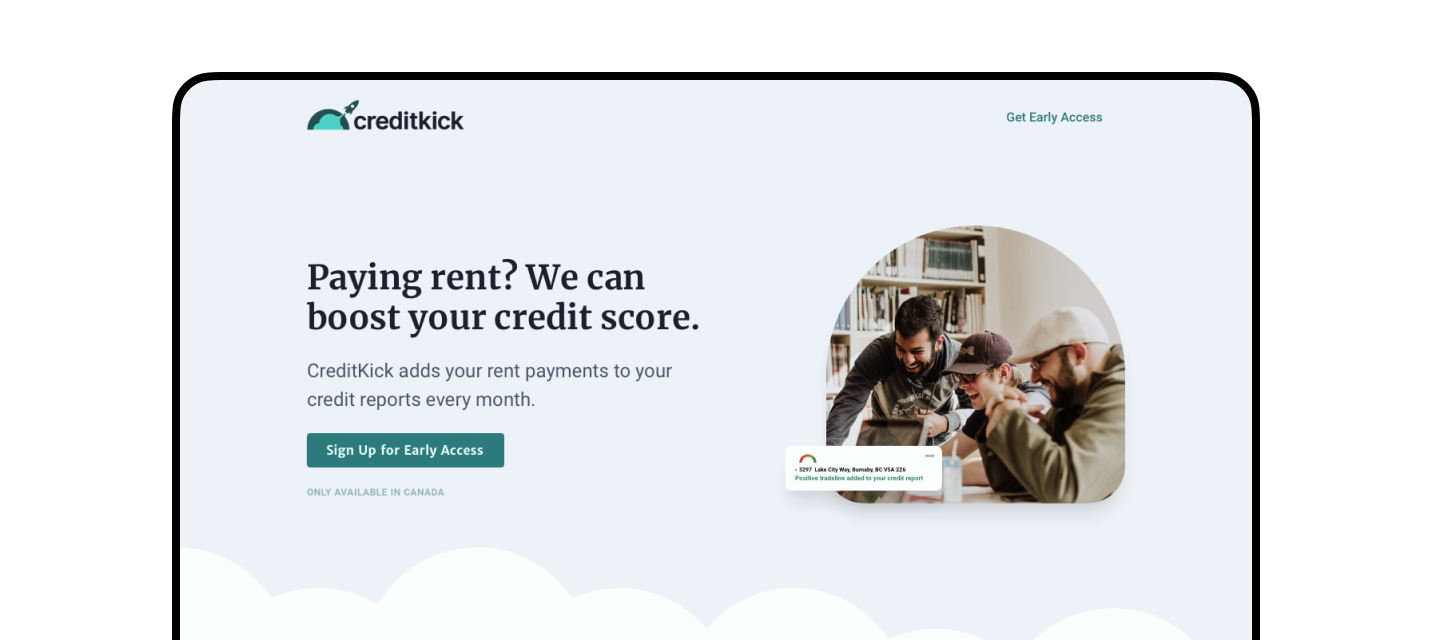 creditkick
Get Early Access
Paying rent? We can
boost your credit score.
CreditKick adds your rent payments to your
credit reports every month.
Sign Up for Early Access
ONLY AVAILABLE IN CANADA
now
- 3297 Lake City Way, Burnaby, BC V5A 2Z6
Positive tradeline added to your credit report